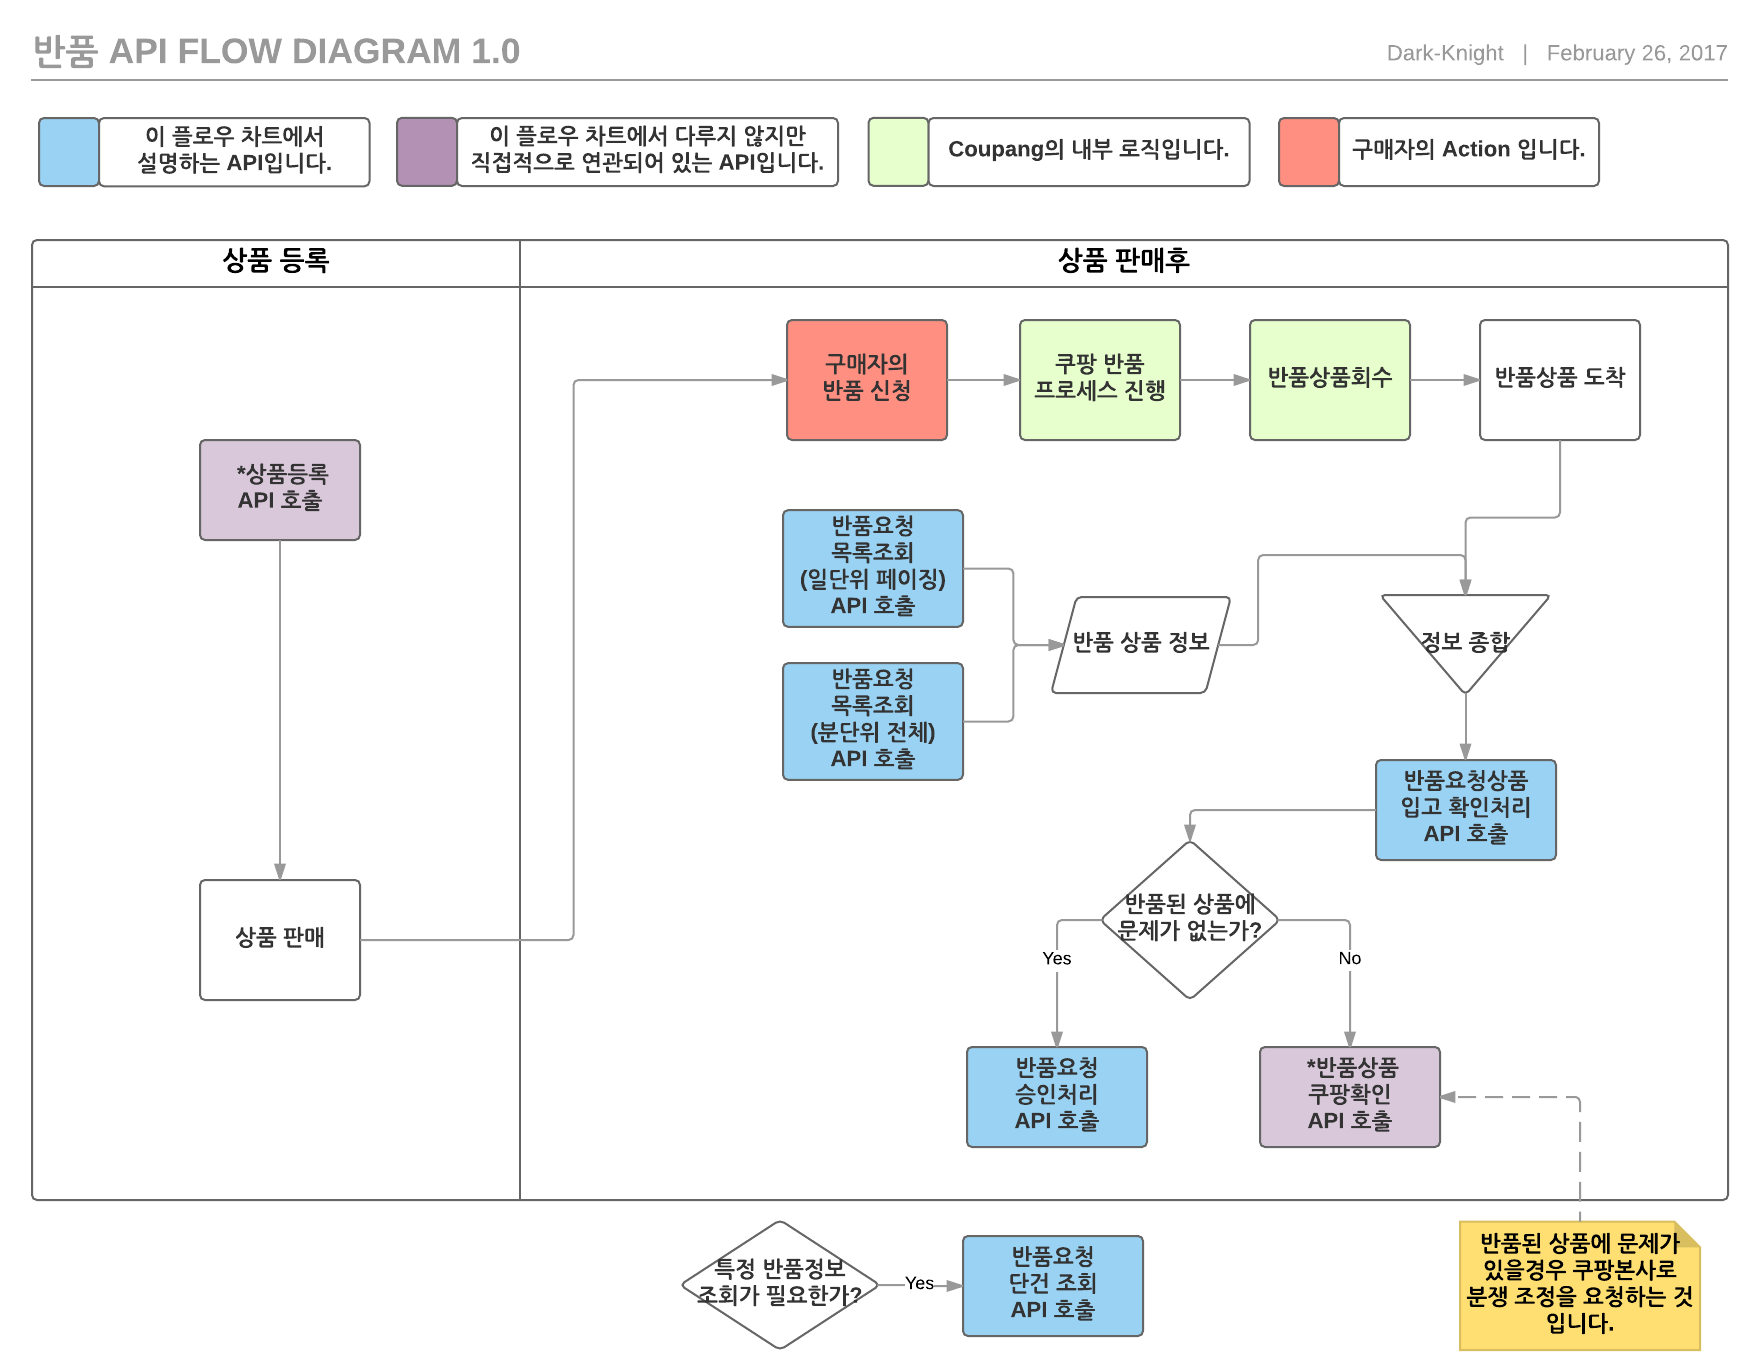 반품 API FLOW DIAGRAM 1.0
Dark-Knight | February 26, 2017
이 플로우 차트에서
설명하는 API입니다.
이 플로우 차트에서 다루지 않지만
직접적으로 연관되어 있는 API입니다.
Coupang의 내부 로직입니다.
구매자의 Action 입니다.
상품 등록
상품 판매후
구매자의
반품 신청
쿠팡 반품
프로세스 진행
반품상품회수
반품상품 도착
*상품등록
API 호출
반품요청
목록조회
(일단위 페이징)
API 호출
반품 상품 정보
정보 종합
반품요청
목록조회
(분단위 전체)
API 호출
반품요청상품
입고 확인처리
API 호출
상품 판매
반품된 상품에
문제가 없는가?
Yes
No
반품요청
승인처리
API 호출
*반품상품
쿠팡확인
API 호출
특정 반품정보
조회가 필요한가?
Yes
반품요청
단건 조회
API 호출
반품된 상품에 문제가
있을경우 쿠팡본사로
분쟁 조정을 요청하는 것
입니다.